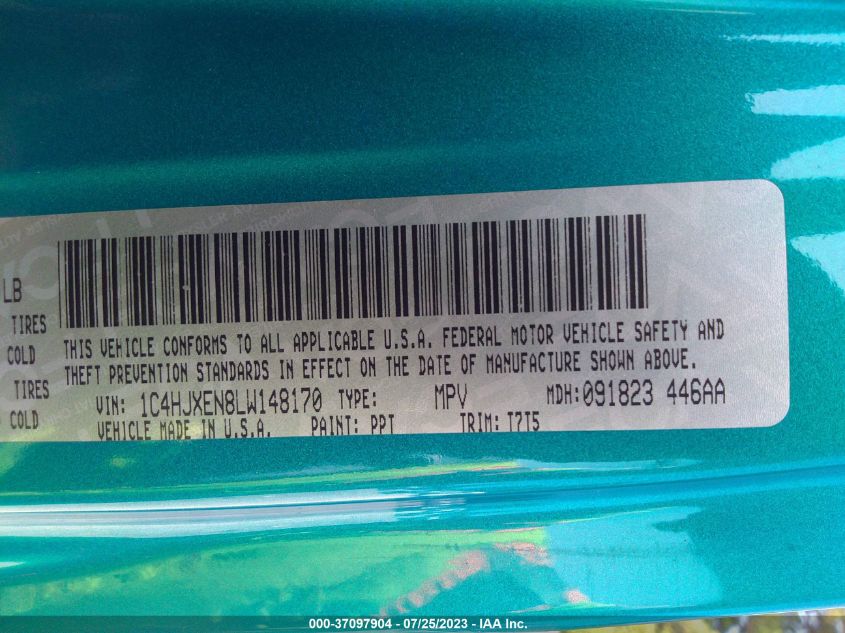 LB
TIRES
COLD
TIRES
COLD
THIS VEHICLE CONFORMS TO ALL APPLICABLE U.S.A. FEDERAL MOTOR VEHICLE SAFETY AND
THEFT PREVENTION STANDARDS IN EFFECT ON THE DATE OF MANUFACTURE SHOWN ABOVE.
VIN: 1C4HJXEN8LW148170 TYPE: MPV MDH:091823 446AA
VEHICLE MADE IN U.S.A. PAINT: PPT TRIM: T7T5
000-37097904 - 07/25/2023 - IAA Inc.